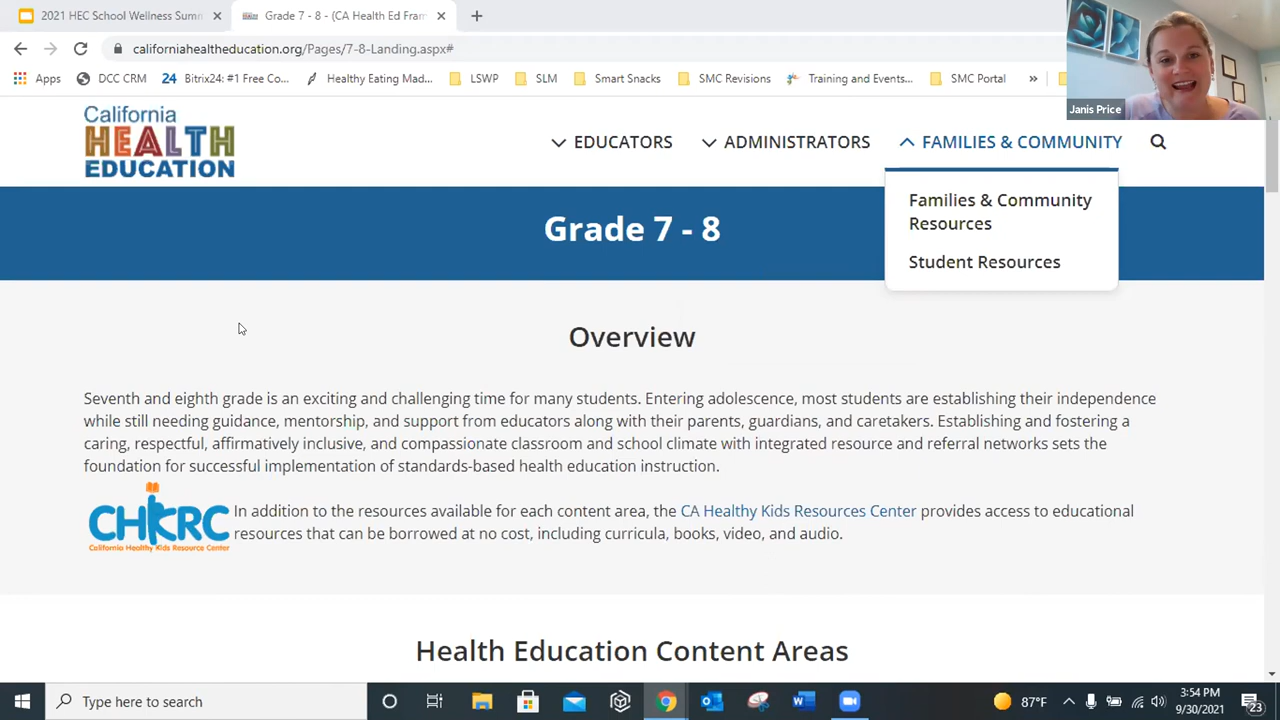 2021 HEC School Wellness Sum
Grade 7 - 8 - (CA Health Ed Fram
californiahealtheducation.org/Pages/7-8-Landing.aspx#
Apps
DCC CRM
24 Bitrix24: #1 Free Co...
Healthy Eating Mad...
LSWP
SLM
Smart Snacks
SMC Revisions
Training and Events...
SMC Portal
»
Janis Price
California
HEALTH
EDUCATION
EDUCATORS
ADMINISTRATORS
FAMILIES & COMMUNITY
Families & Community
Resources
Student Resources
Grade 7 - 8
Overview
Seventh and eighth grade is an exciting and challenging time for many students. Entering adolescence, most students are establishing their independence
while still needing guidance, mentorship, and support from educators along with their parents, guardians, and caretakers. Establishing and fostering a
caring, respectful, affirmatively inclusive, and compassionate classroom and school climate with integrated resource and referral networks sets the
foundation for successful implementation of standards-based health education instruction.
CHKRC
California Healthy Kids Resource Center
In addition to the resources available for each content area, the CA Healthy Kids Resources Center provides access to educational
resources that can be borrowed at no cost, including curricula, books, video, and audio.
Health Education Content Areas
Type here to search
87°F
3:54 PM
9/30/2021
23